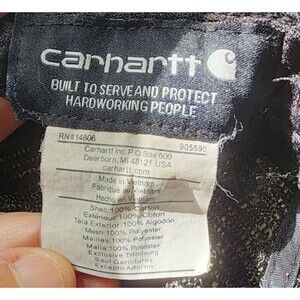 carhartt
BUILT TO SERVE AND PROTECT
HARDWORKING PEOPLE
RN#14806 905590
Carhartt Inc. P.O.Box 600
Dearborn, MI 48121 USA
carhartt.com
Made in Vietnam
Fabriqué au Vietnam
Hecho en Vietnam
Shell:100% Cotton
Extérieur:100% Coton
Tela Exterior:100% Algodón
Mesh:100% Polyester
Mailles:100% Polyester
Malla:100% Polyester
Exclusive Trimming
Sauf Garnitures
Excepto Adorno